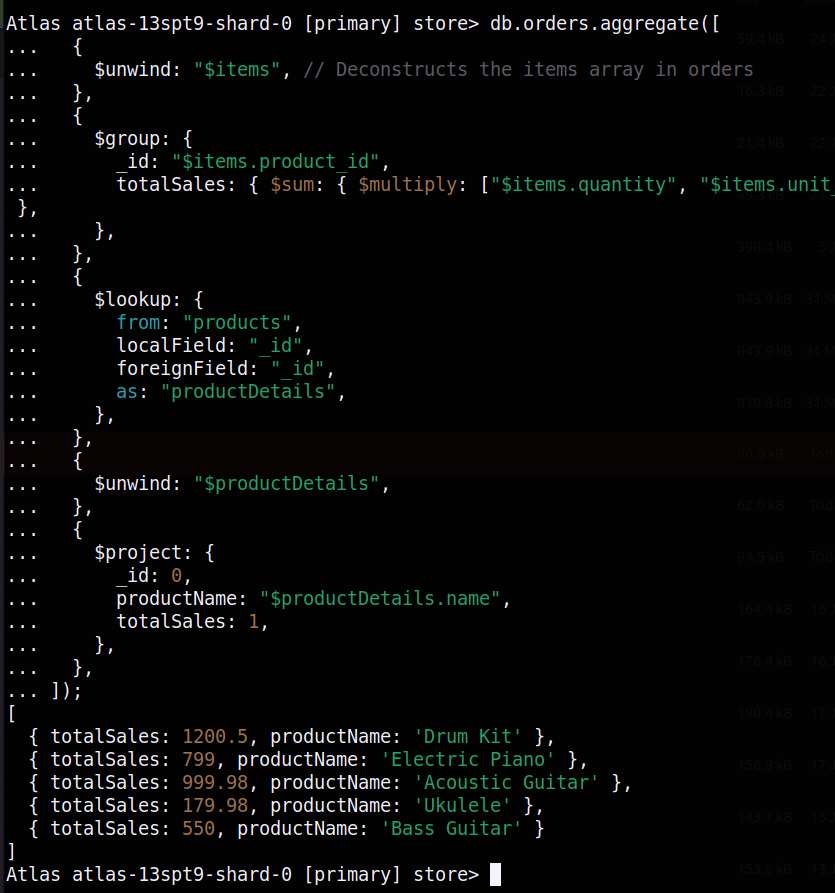 Atlas atlas-13spt9-shard-0 [primary] store> db.orders.aggregate([
...   {
...     $unwind: "$items", // Deconstructs the items array in orders
...   },
...   {
...     $group: {
...       _id: "$items.product_id",
...       totalSales: { $sum: { $multiply: ["$items.quantity", "$items.unit_
 },
...     },
...   },
...   {
...     $lookup: {
...       from: "products",
...       localField: "_id",
...       foreignField: "_id",
...       as: "productDetails",
...     },
...   },
...   {
...     $unwind: "$productDetails",
...   },
...   {
...     $project: {
...       _id: 0,
...       productName: "$productDetails.name",
...       totalSales: 1,
...     },
...   },
... ]);
[
  { totalSales: 1200.5, productName: 'Drum Kit' },
  { totalSales: 799, productName: 'Electric Piano' },
  { totalSales: 999.98, productName: 'Acoustic Guitar' },
  { totalSales: 179.98, productName: 'Ukulele' },
  { totalSales: 550, productName: 'Bass Guitar' }
]
Atlas atlas-13spt9-shard-0 [primary] store>